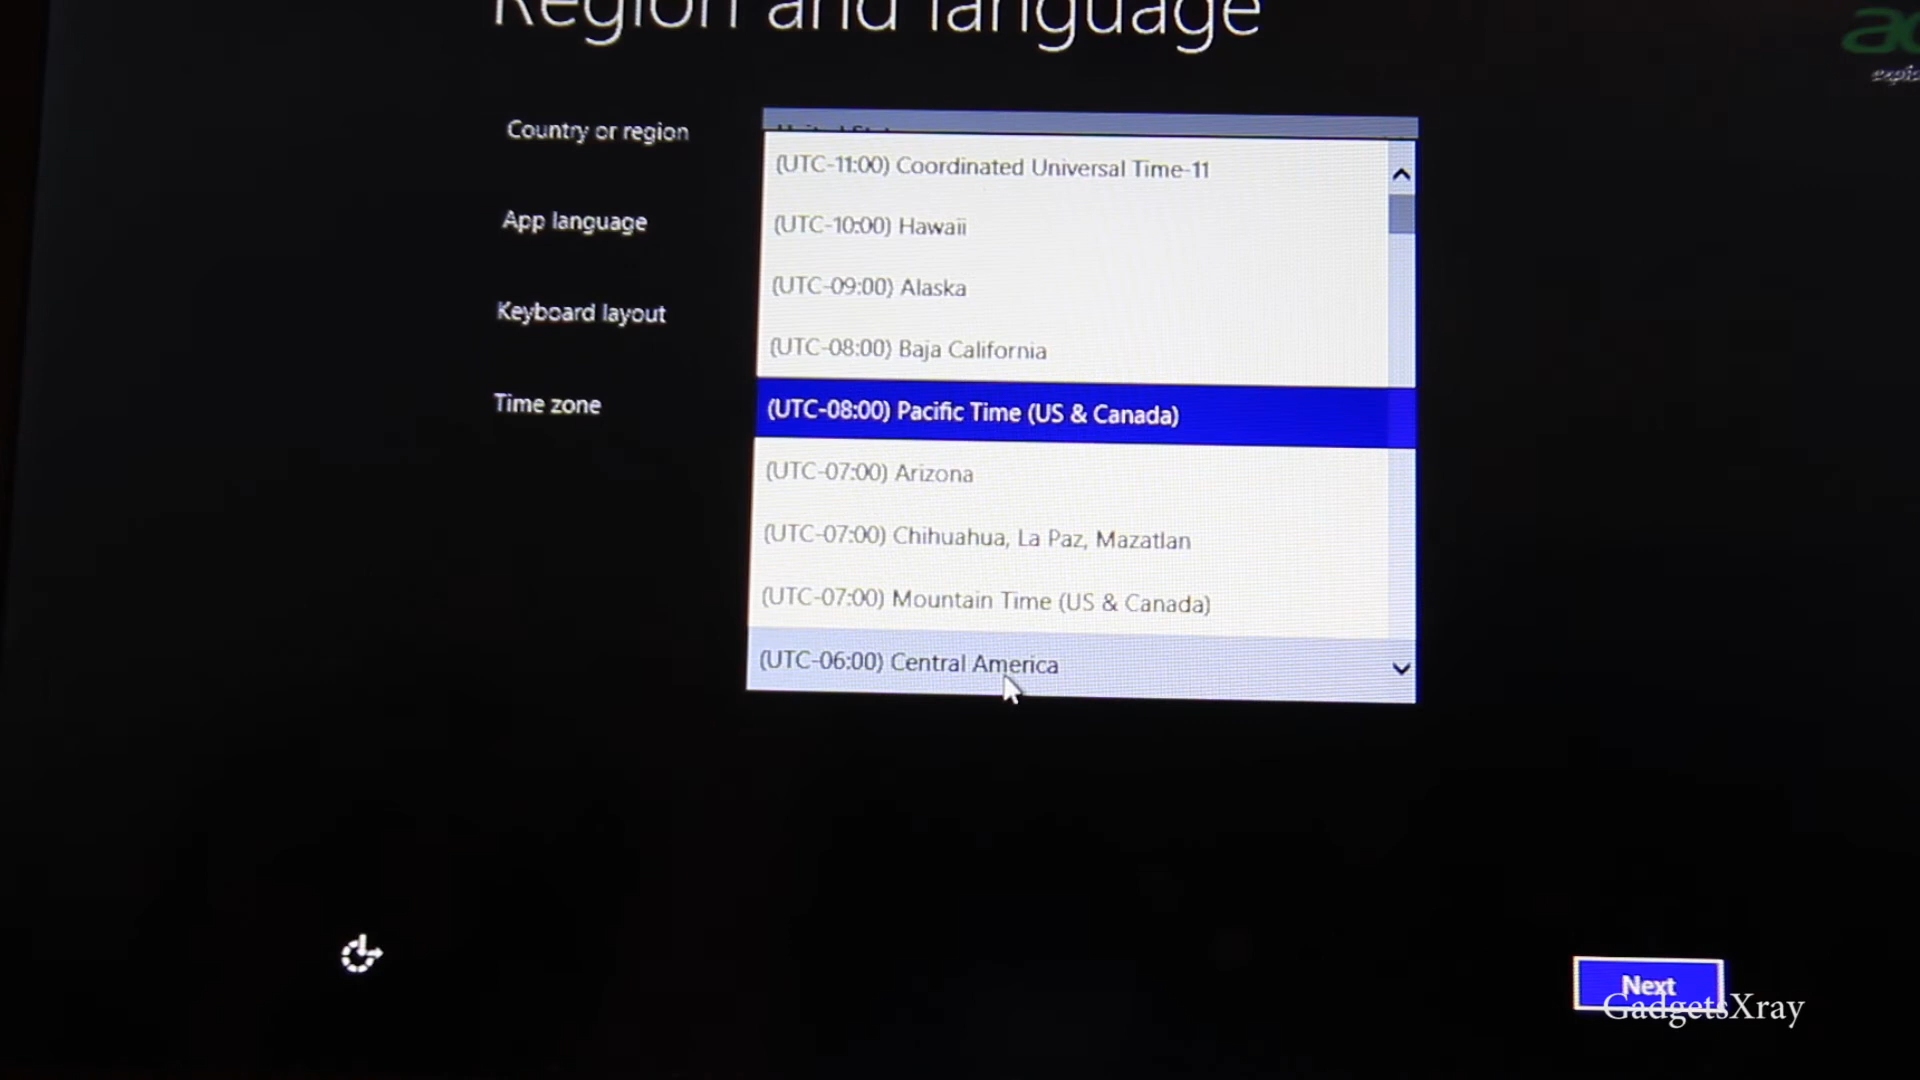 Region and language
Country or region
(UTC-11:00) Coordinated Universal Time-11
(UTC-10:00) Hawaii
App language
(UTC-09:00) Alaska
Keyboard layout
(UTC-08:00) Baja California
Time zone
(UTC-08:00) Pacific Time (US & Canada)
(UTC-07:00) Arizona
(UTC-07:00) Chihuahua, La Paz, Mazatlan
(UTC-07:00) Mountain Time (US & Canada)
(UTC-06:00) Central America
Next
GadgetsXray